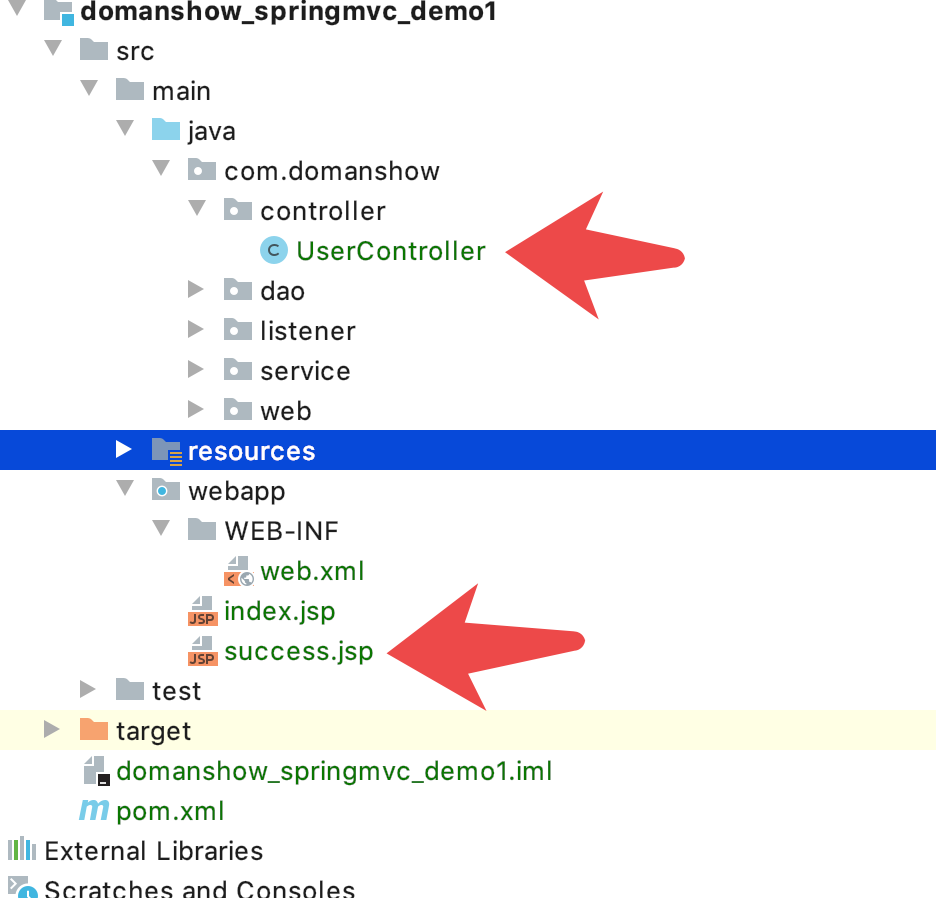 domanshow_springmvc_demo1
src
main
java
com.domanshow
controller
C UserController
dao
listener
service
web
resources
webapp
WEB-INF
web.xml
JSP index.jsp
JSP success.jsp
test
target
domanshow_springmvc_demo1.iml
m pom.xml
External Libraries
Scratches and Consoles